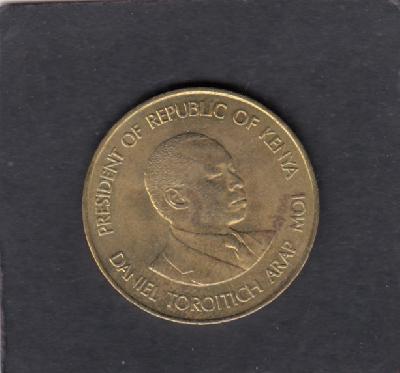 PRESIDENT OF REPUBLIC OF KENYA
DANIEL TOROITICH ARAP MOI